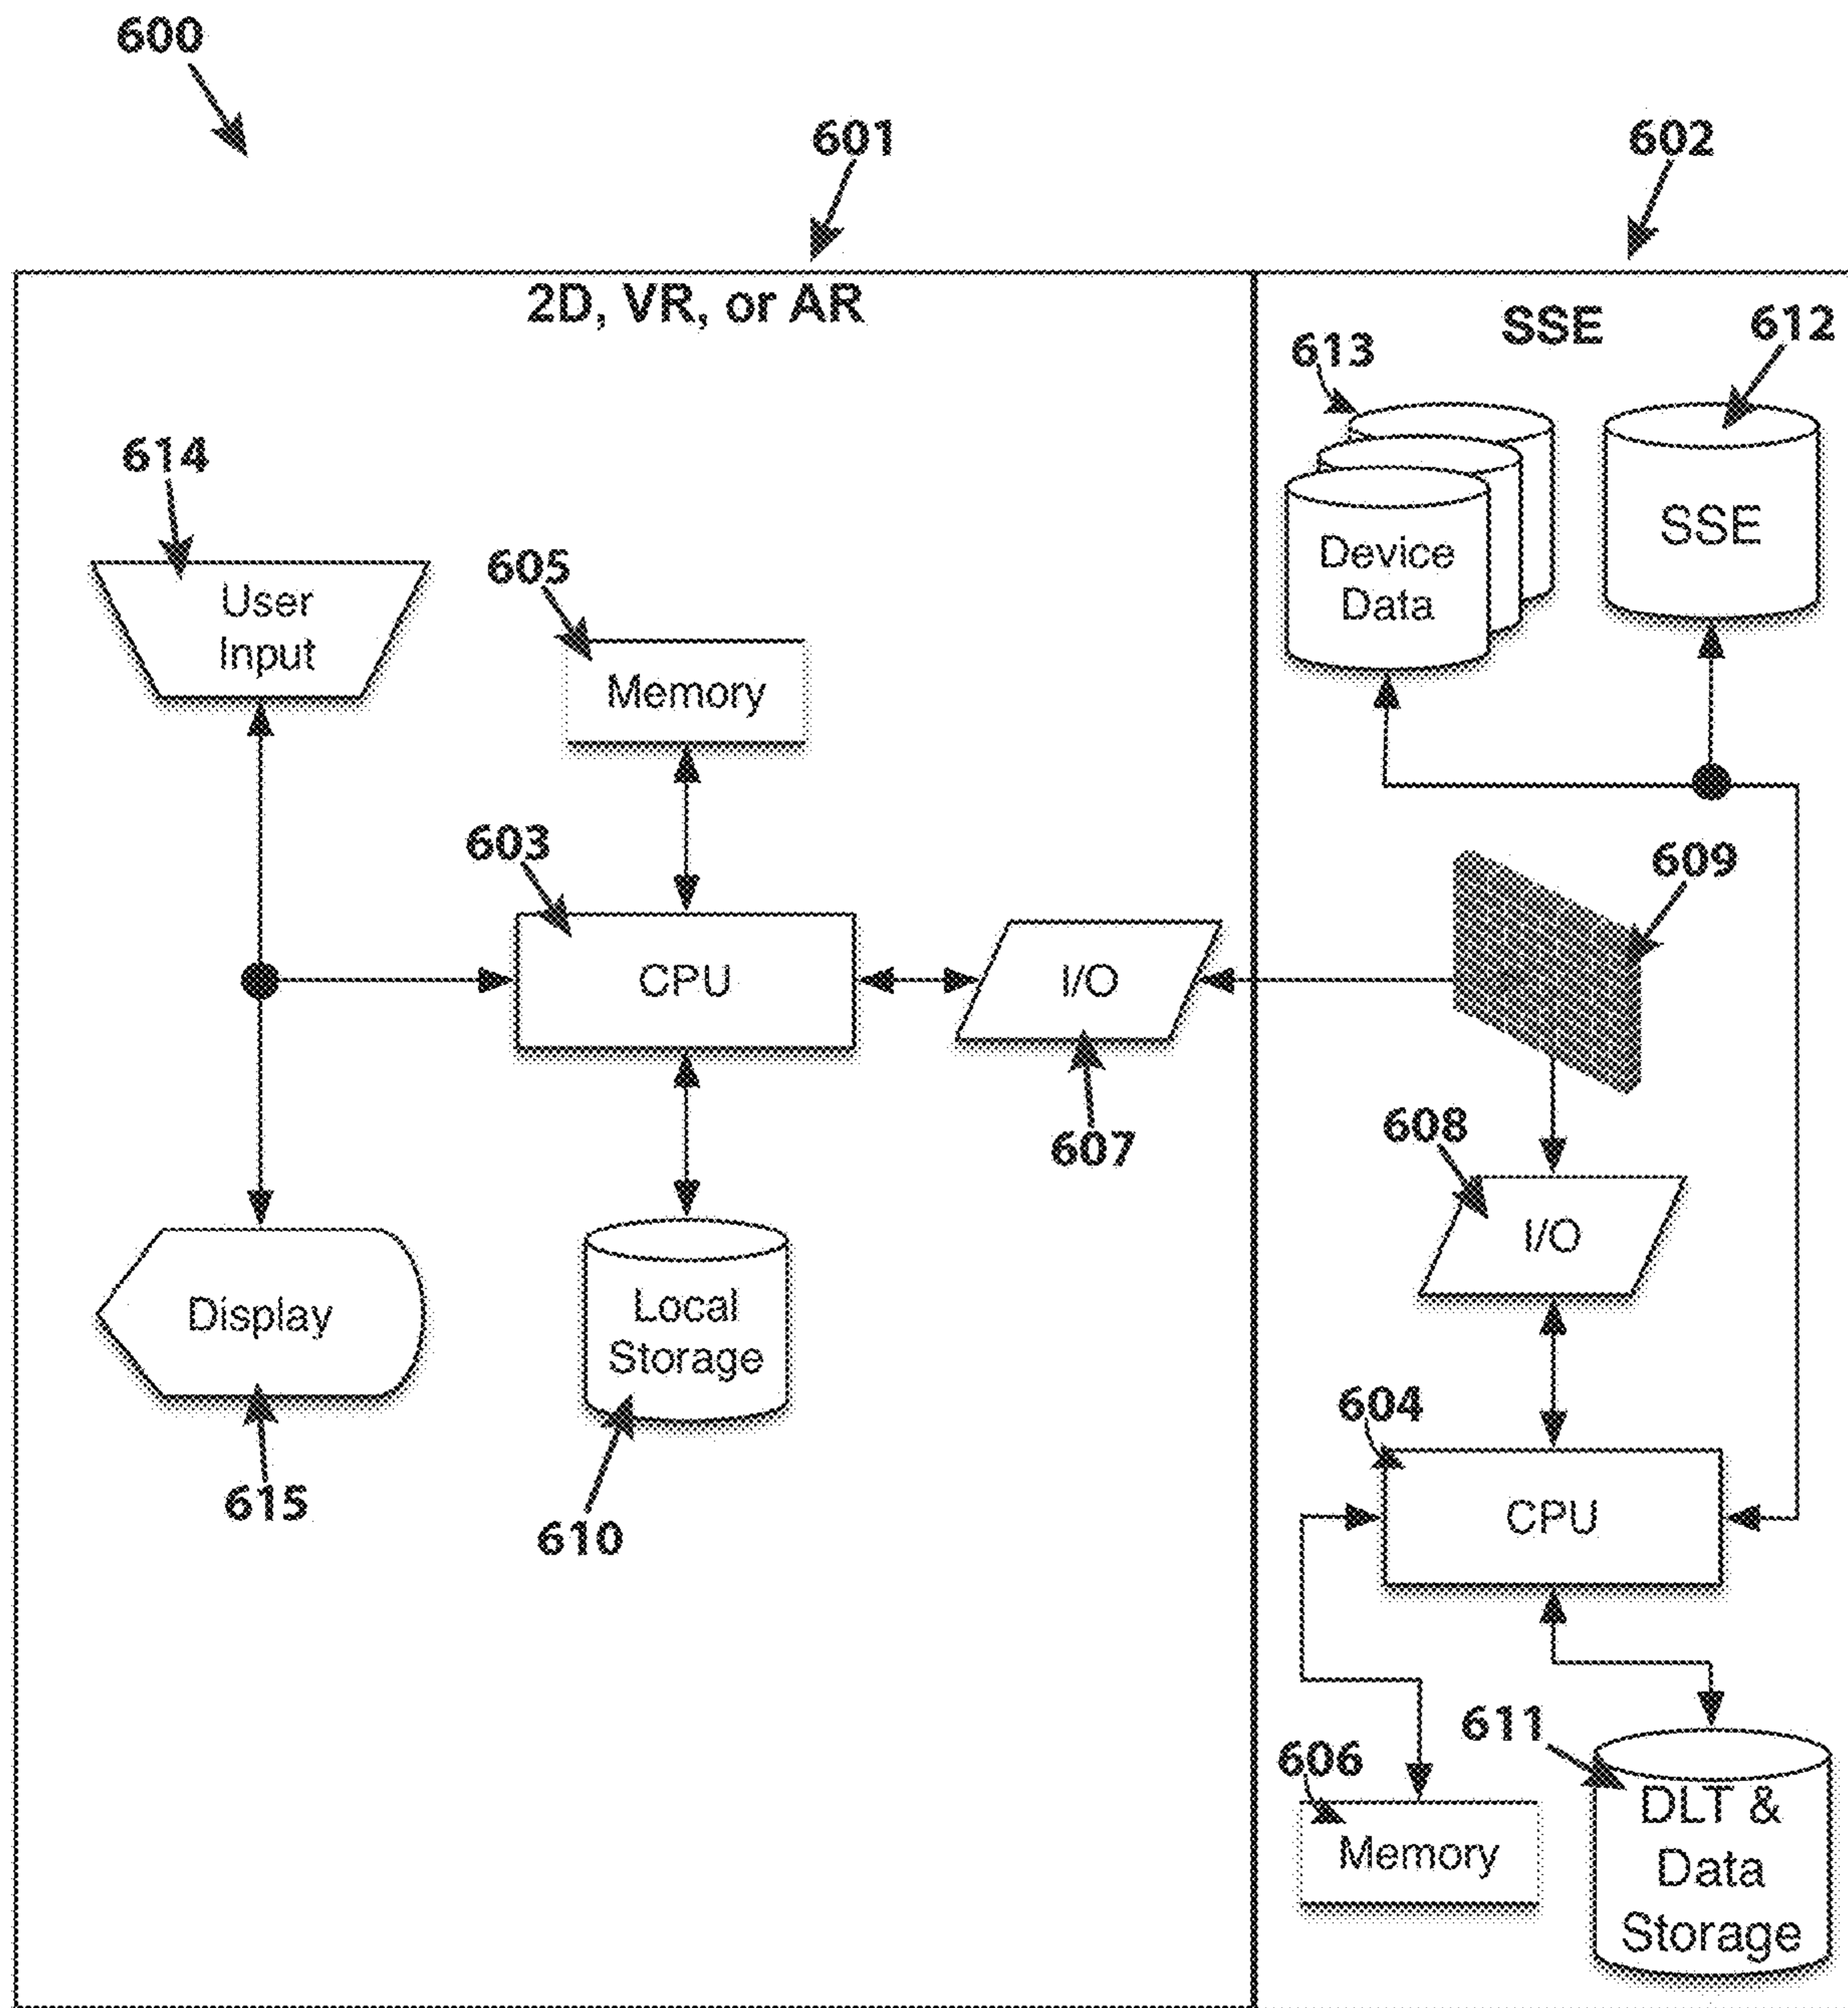 600
601
602
2D, VR, or AR
SSE
612
613
614
User
Input
605
Memory
Device
Data
SSE
603
CPU
I/O
609
607
608
I/O
Display
Local
Storage
615
610
604
CPU
606
Memory
611
DLT &
Data
Storage